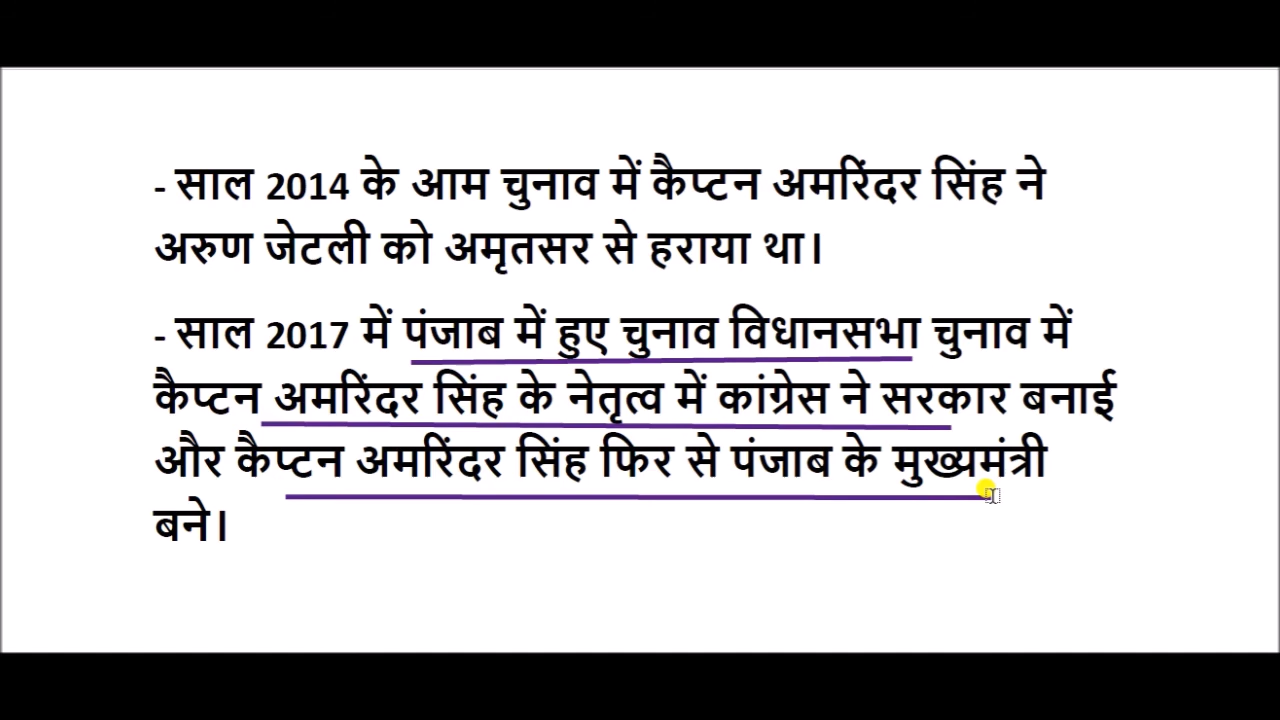 - साल 2014 के आम चुनाव में कैप्टन अमरिंदर सिंह ने
अरुण जेटली को अमृतसर से हराया था।
- साल 2017 में पंजाब में हुए चुनाव विधानसभा चुनाव में
कैप्टन अमरिंदर सिंह के नेतृत्व में कांग्रेस ने सरकार बनाई
और कैप्टन अमरिंदर सिंह फिर से पंजाब के मुख्यमंत्री
बने।